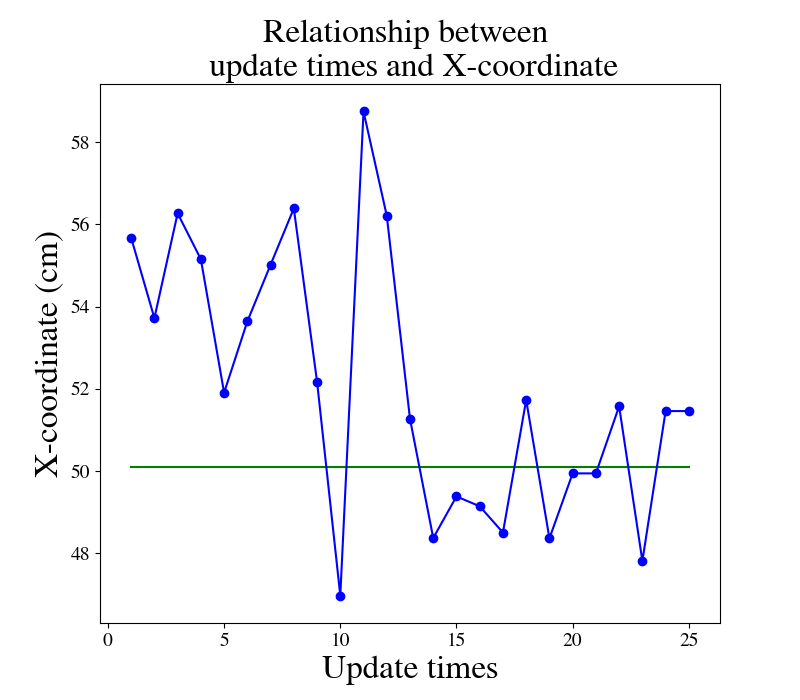 Relationship between
update times and X-coordinate
58
56
54
52
50
48
X-coordinate (cm)
0 5 10 15 20 25
Update times